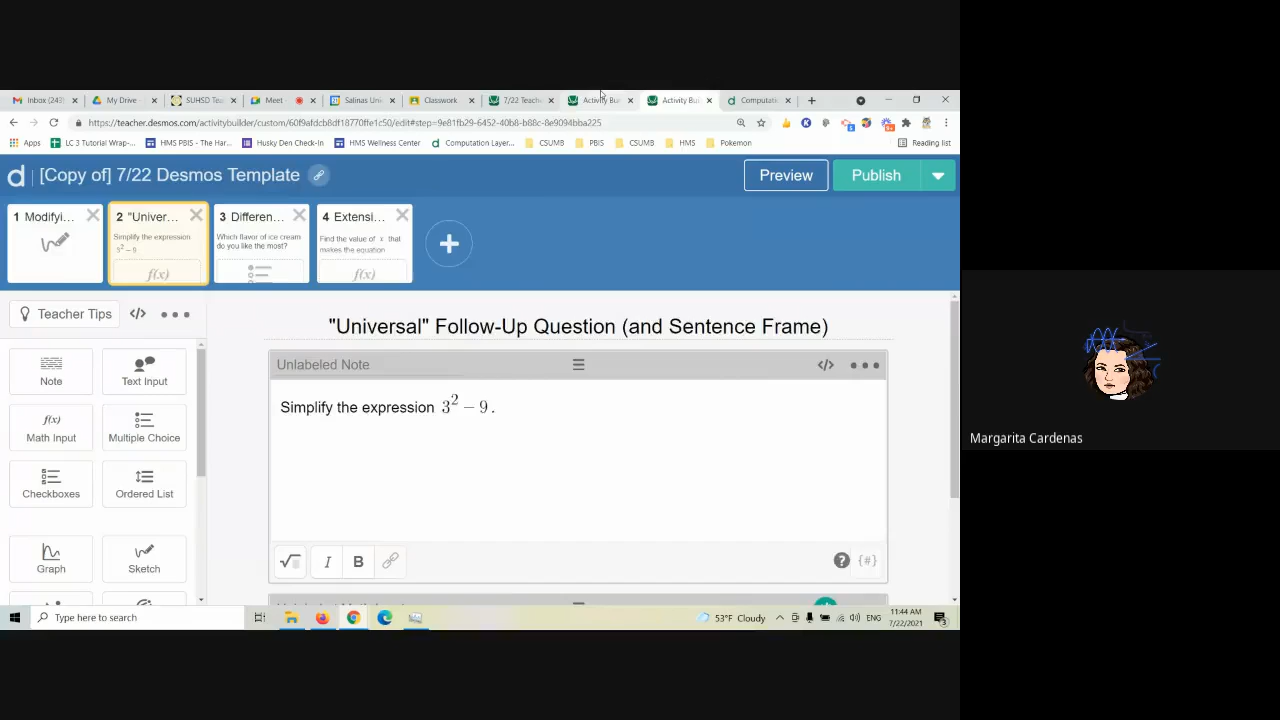 Inbox (243) My Drive - SUHSD Tea Meet - Salinas Uni Classwork 7/22 Teache Activity Bui Activity Bui Computati
https://teacher.desmos.com/activitybuilder/custom/60f9afdcb8df18770ffe1c50/edit#step=9e81fb29-6452-40b8-b88c-8e9094bba225
Apps LC 3 Tutorial Wrap-... HMS PBIS - The Har... Husky Den Check-In HMS Wellness Center Computation Layer... CSUMB PBIS CSUMB HMS Pokemon Reading list
[Copy of] 7/22 Desmos Template Preview Publish
1 Modifyi... 2 "Univer... 3 Differen... 4 Extensi...
Simplify the expression
3² − 9
f(x)
Which flavor of ice cream
do you like the most?
Find the value of x that
makes the equation
f(x)
Teacher Tips </>
Note Text Input
f(x)
Math Input Multiple Choice
Checkboxes Ordered List
Graph Sketch
"Universal" Follow-Up Question (and Sentence Frame)
Unlabeled Note </>
Simplify the expression 3² − 9.
I B ? {#}
Margarita Cardenas
Type here to search 53°F Cloudy ENG 11:44 AM
7/22/2021